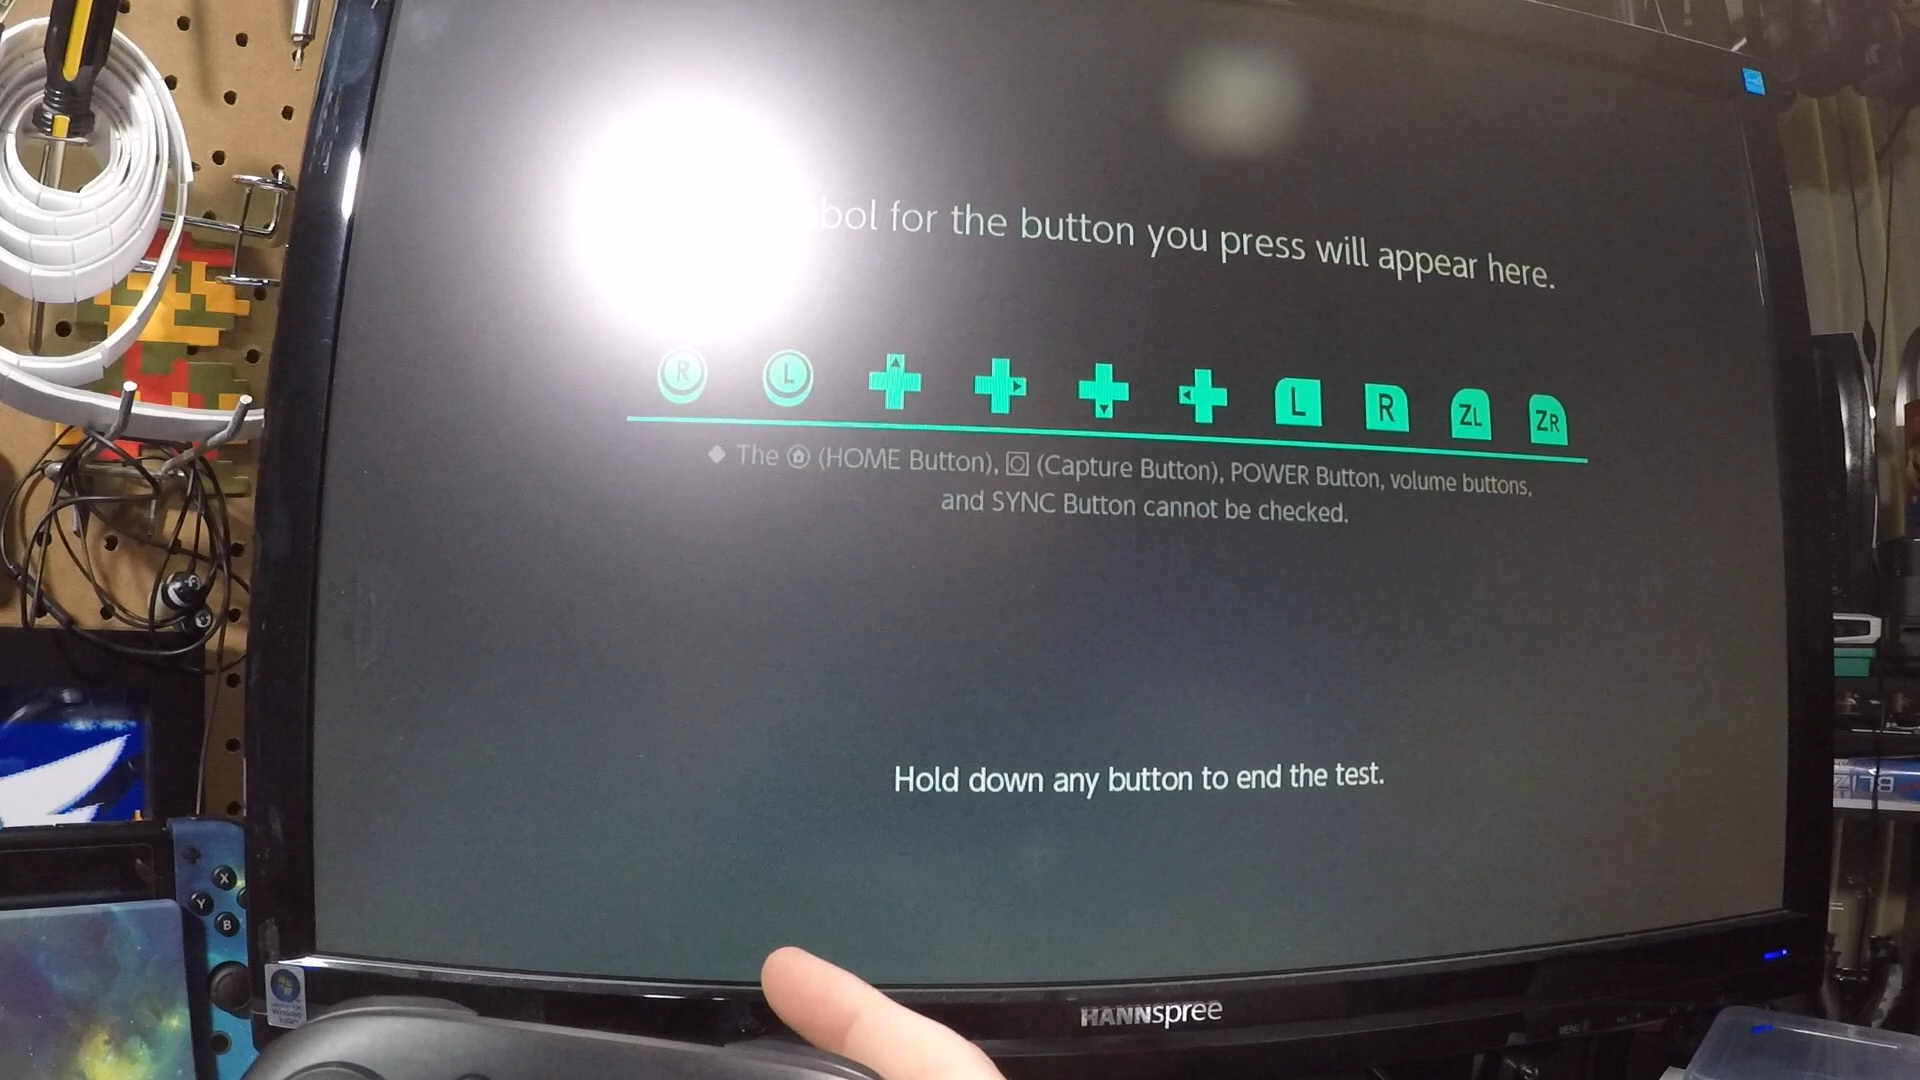 for the button you press will appear here.
R L L R ZL ZR
◆ The (HOME Button), (Capture Button), POWER Button, volume buttons,
and SYNC Button cannot be checked.
Hold down any button to end the test.
X
Y
B
HANNspree
MENU